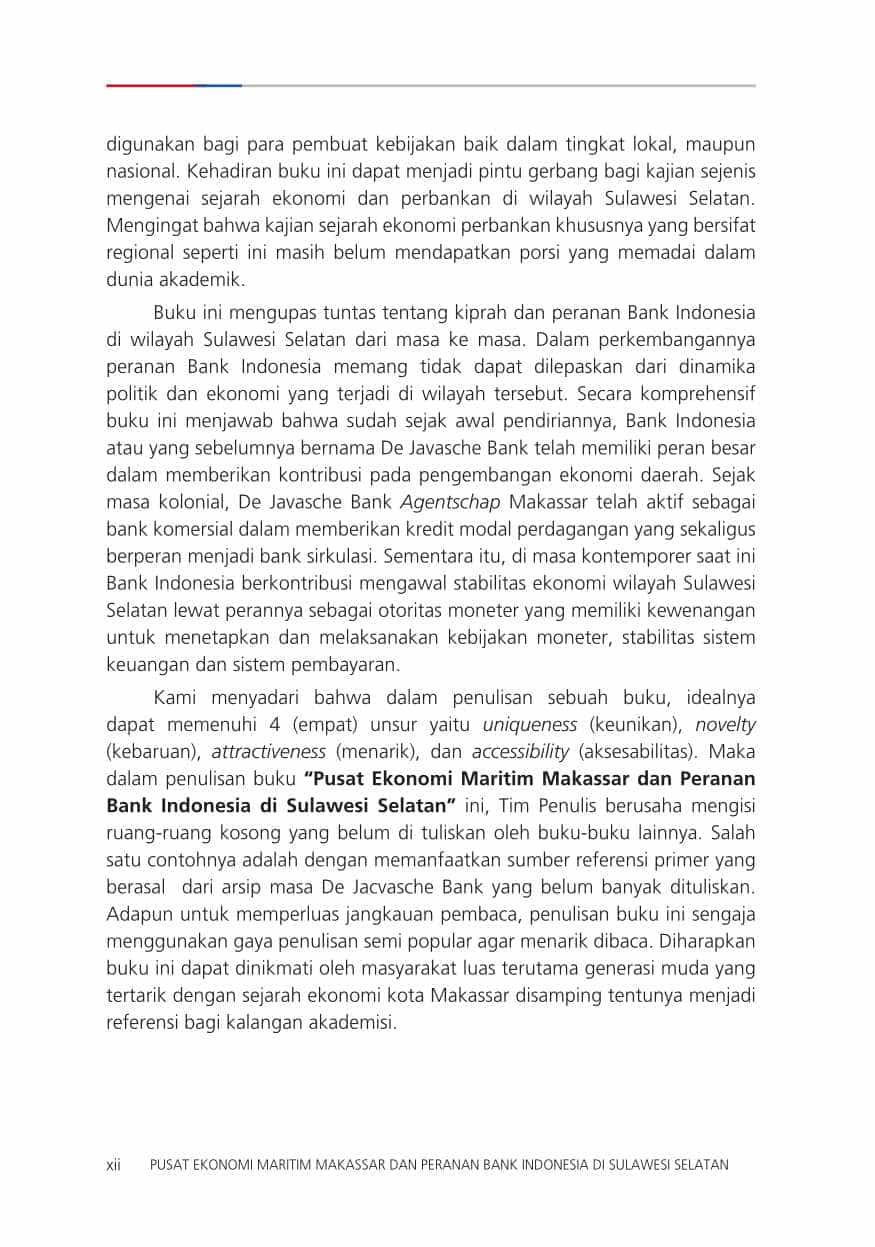 digunakan bagi para pembuat kebijakan baik dalam tingkat lokal, maupun
nasional. Kehadiran buku ini dapat menjadi pintu gerbang bagi kajian sejenis
mengenai sejarah ekonomi dan perbankan di wilayah Sulawesi Selatan.
Mengingat bahwa kajian sejarah ekonomi perbankan khususnya yang bersifat
regional seperti ini masih belum mendapatkan porsi yang memadai dalam
dunia akademik.
Buku ini mengupas tuntas tentang kiprah dan peranan Bank Indonesia
di wilayah Sulawesi Selatan dari masa ke masa. Dalam perkembangannya
peranan Bank Indonesia memang tidak dapat dilepaskan dari dinamika
politik dan ekonomi yang terjadi di wilayah tersebut. Secara komprehensif
buku ini menjawab bahwa sudah sejak awal pendiriannya, Bank Indonesia
atau yang sebelumnya bernama De Javasche Bank telah memiliki peran besar
dalam memberikan kontribusi pada pengembangan ekonomi daerah. Sejak
masa kolonial, De Javasche Bank Agentschap Makassar telah aktif sebagai
bank komersial dalam memberikan kredit modal perdagangan yang sekaligus
berperan menjadi bank sirkulasi. Sementara itu, di masa kontemporer saat ini
Bank Indonesia berkontribusi mengawal stabilitas ekonomi wilayah Sulawesi
Selatan lewat perannya sebagai otoritas moneter yang memiliki kewenangan
untuk menetapkan dan melaksanakan kebijakan moneter, stabilitas sistem
keuangan dan sistem pembayaran.
Kami menyadari bahwa dalam penulisan sebuah buku, idealnya
dapat memenuhi 4 (empat) unsur yaitu uniqueness (keunikan), novelty
(kebaruan), attractiveness (menarik), dan accessibility (aksesabilitas). Maka
dalam penulisan buku “Pusat Ekonomi Maritim Makassar dan Peranan
Bank Indonesia di Sulawesi Selatan” ini, Tim Penulis berusaha mengisi
ruang-ruang kosong yang belum di tuliskan oleh buku-buku lainnya. Salah
satu contohnya adalah dengan memanfaatkan sumber referensi primer yang
berasal  dari arsip masa De Jacvasche Bank yang belum banyak dituliskan.
Adapun untuk memperluas jangkauan pembaca, penulisan buku ini sengaja
menggunakan gaya penulisan semi popular agar menarik dibaca. Diharapkan
buku ini dapat dinikmati oleh masyarakat luas terutama generasi muda yang
tertarik dengan sejarah ekonomi kota Makassar disamping tentunya menjadi
referensi bagi kalangan akademisi.
xii PUSAT EKONOMI MARITIM MAKASSAR DAN PERANAN BANK INDONESIA DI SULAWESI SELATAN